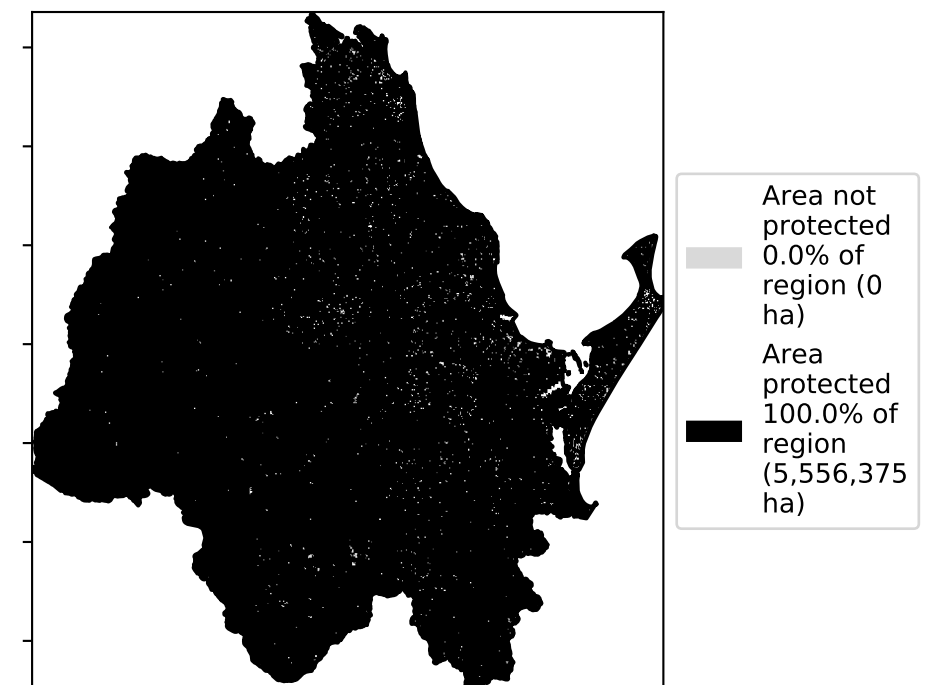 Area not
protected
0.0% of
region (0
ha)
Area
protected
100.0% of
region
(5,556,375
ha)